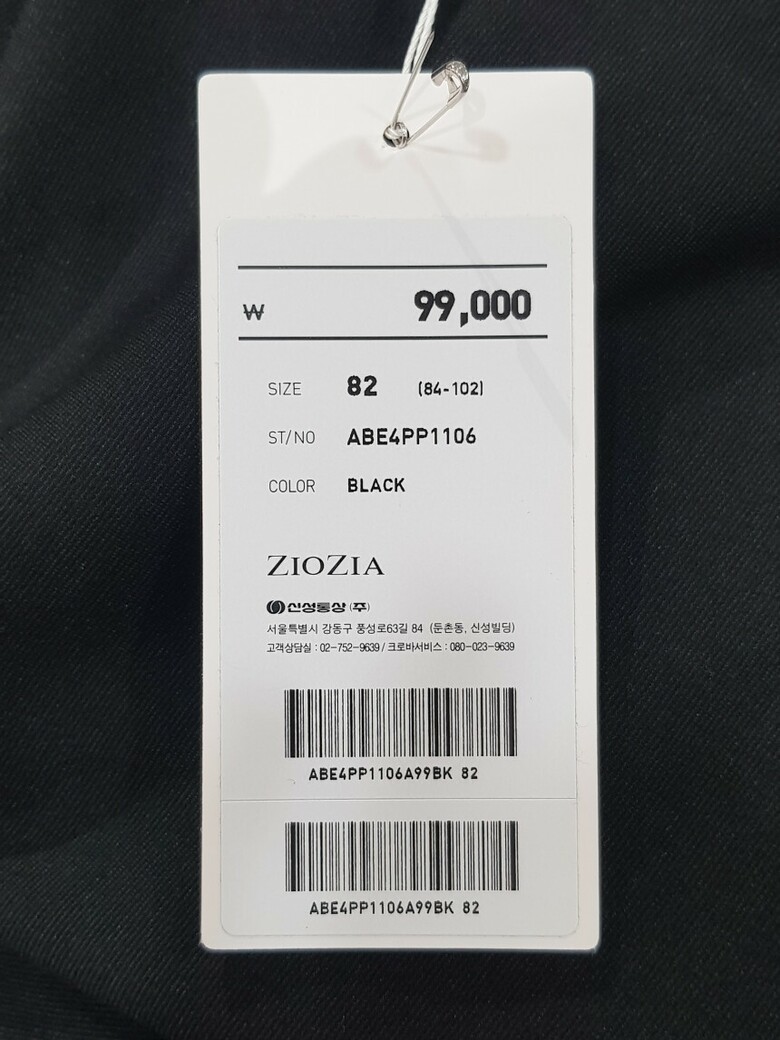 ₩ 99,000
SIZE 82 (84-102)
ST/NO ABE4PP1106
COLOR BLACK
ZIOZIA
신성통상(주)
서울특별시 강동구 풍성로63길 84 (둔촌동, 신성빌딩)
고객상담실 : 02-752-9639 / 크로바서비스 : 080-023-9639
ABE4PP1106A99BK 82
ABE4PP1106A99BK 82